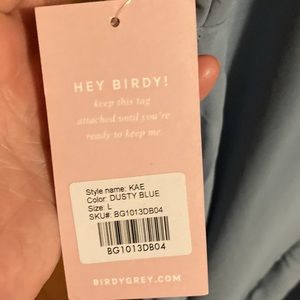 HEY BIRDY!
keep this tag
attached until you're
ready to keep me.
Style name: KAE
Color: DUSTY BLUE
Size: L
SKU#: BG1013DB04
BG1013DB04
BIRDYGREY.COM